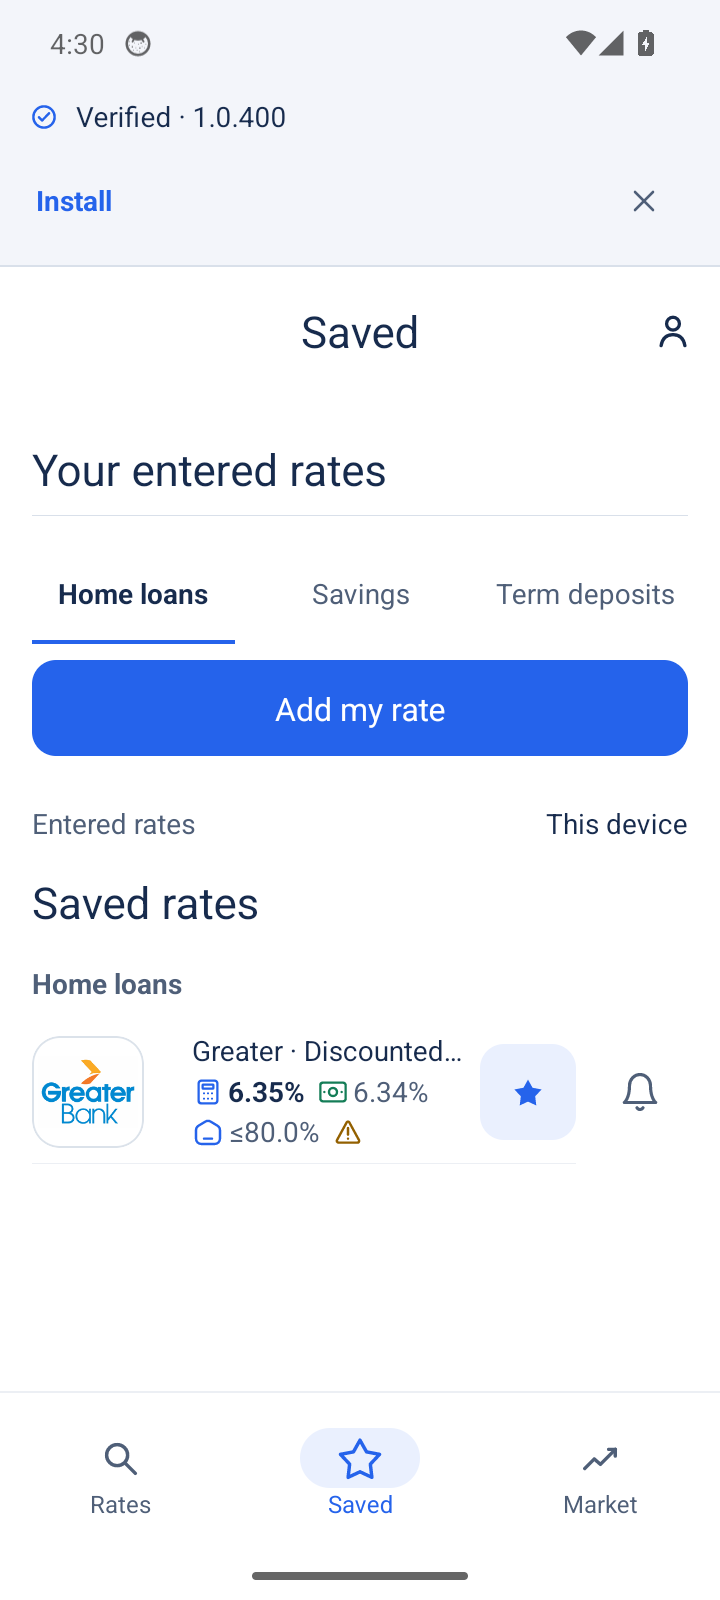 4:30
Verified · 1.0.400
Install
Saved
Your entered rates
Home loans Savings Term deposits
Add my rate
Entered rates This device
Saved rates
Home loans
Greater Bank
Greater · Discounted...
6.35% 6.34%
≤80.0%
Rates Saved Market